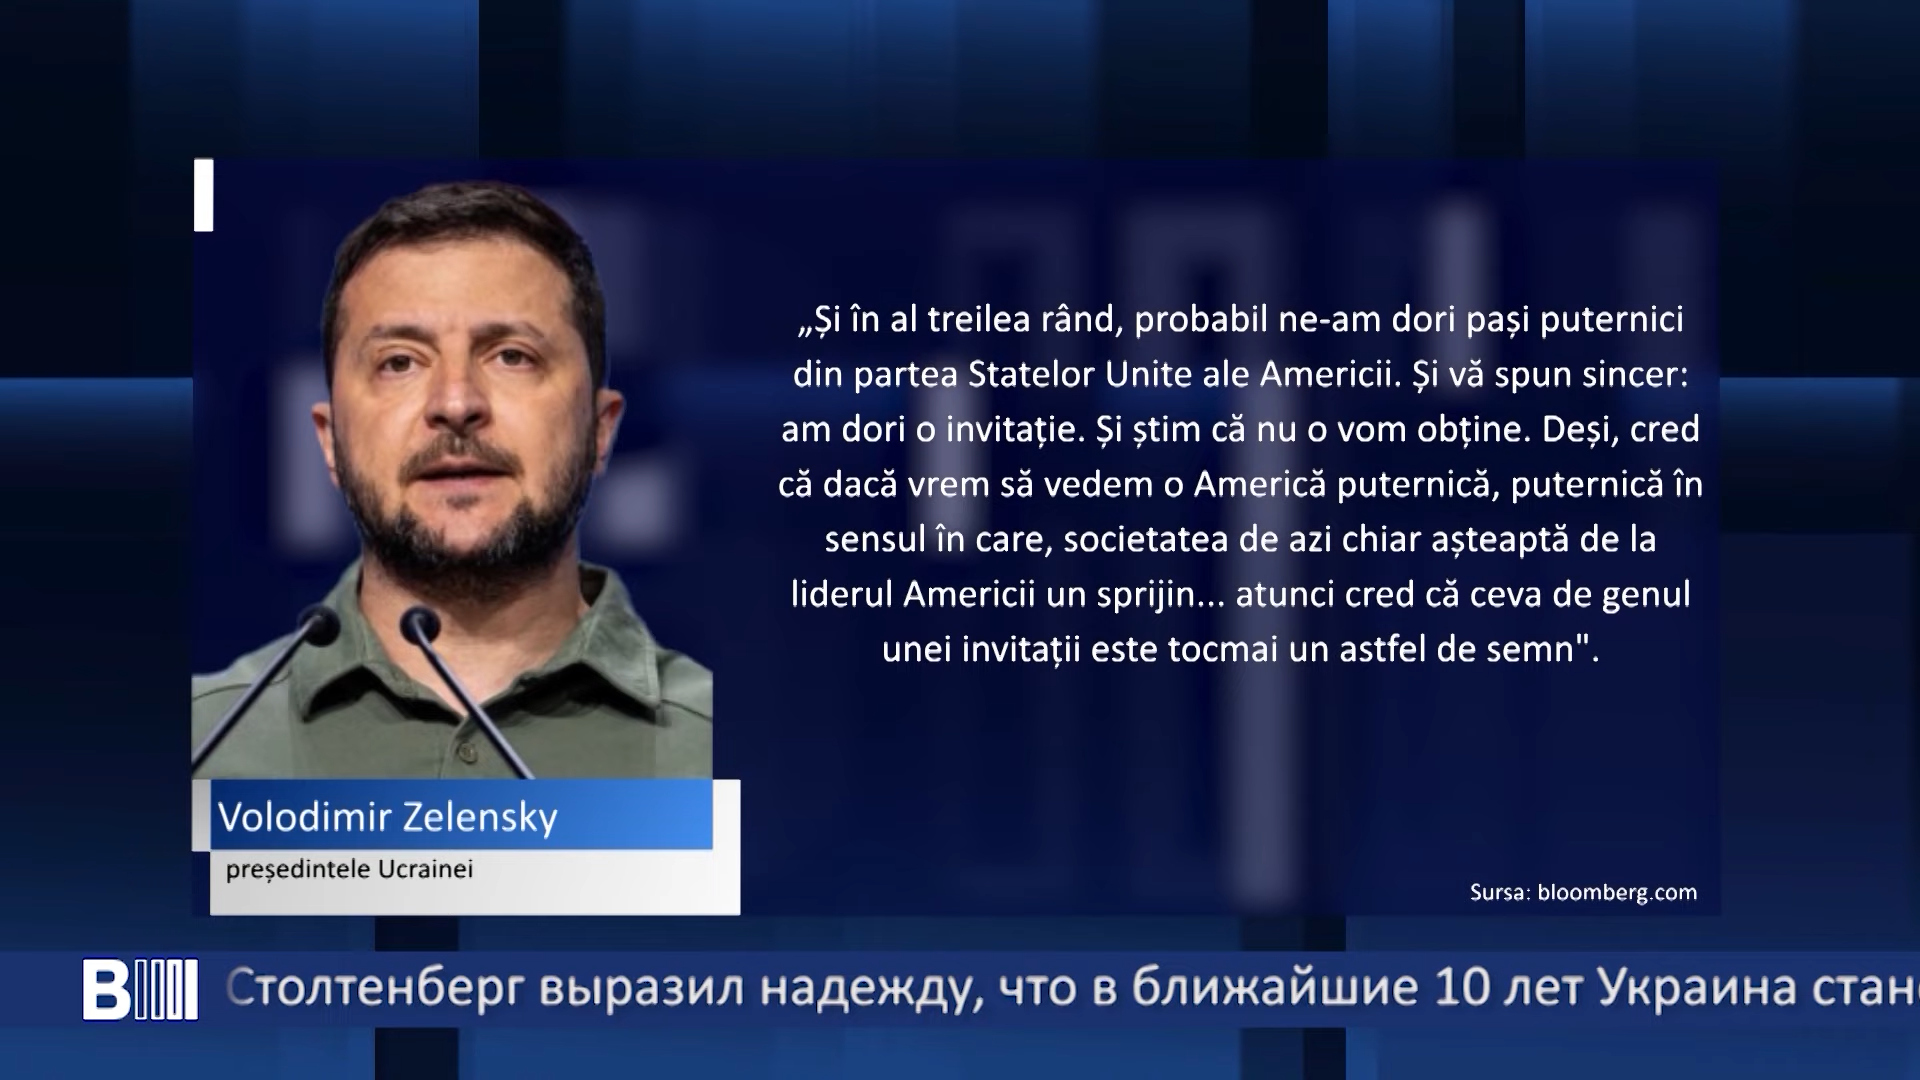 „Și în al treilea rând, probabil ne-am dori pași puternici
din partea Statelor Unite ale Americii. Și vă spun sincer:
am dori o invitație. Și știm că nu o vom obține. Deși, cred
că dacă vrem să vedem o Americă puternică, puternică în
sensul în care, societatea de azi chiar așteaptă de la
liderul Americii un sprijin... atunci cred că ceva de genul
unei invitații este tocmai un astfel de semn".
Volodimir Zelensky
președintele Ucrainei
Sursa: bloomberg.com
B
Столтенберг выразил надежду, что в ближайшие 10 лет Украина стан